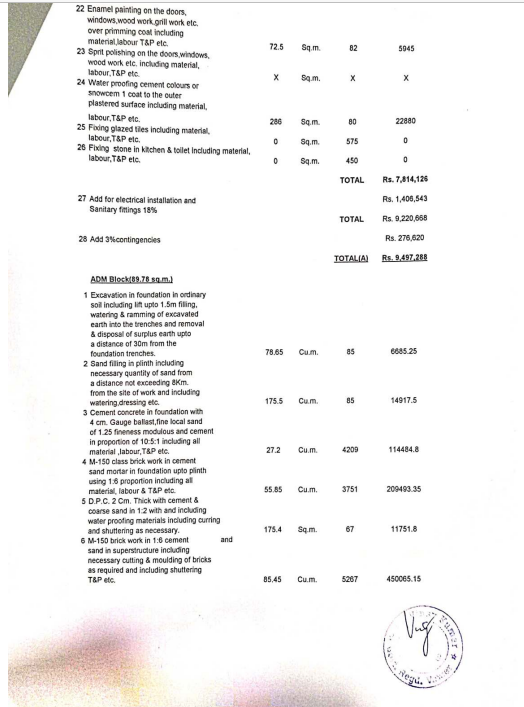 22 Enamel painting on the doors,
windows,wood work,grill work etc.
over primming coat including
material,labour T&P etc. 72.5 Sq.m. 82 5945
23 Sprit polishing on the doors,windows,
wood work etc. including material,
labour,T&P etc. X Sq.m. X X
24 Water proofing cement colours or
snowcem 1 coat to the outer
plastered surface including material,
labour,T&P etc. 286 Sq.m. 80 22880
25 Fixing glazed tiles including material,
labour,T&P etc. 0 Sq.m. 575 0
26 Fixing stone in kitchen & toilet including material,
labour,T&P etc. 0 Sq.m. 450 0
TOTAL Rs. 7,814,126
27 Add for electrical installation and Rs. 1,406,543
Sanitary fittings 18%
TOTAL Rs. 9,220,668
28 Add 3%contingencies Rs. 276,620
TOTAL(A) Rs. 9,497,288
ADM Block(89.78 sq.m.)
1 Excavation in foundation in ordinary
soil including lift upto 1.5m filling,
watering & ramming of excavated
earth into the trenches and removal
& disposal of surplus earth upto
a distance of 30m from the
foundation trenches. 78.65 Cu.m. 85 6685.25
2 Sand filling in plinth including
necessary quantity of sand from
a distance not exceeding 8Km.
from the site of work and including
watering,dressing etc. 175.5 Cu.m. 85 14917.5
3 Cement concrete in foundation with
4 cm. Gauge ballast,fine local sand
of 1.25 fineness modulous and cement
in proportion of 10:5:1 including all
material ,labour,T&P etc. 27.2 Cu.m. 4209 114484.8
4 M-150 class brick work in cement
sand mortar in foundation upto plinth
using 1:6 proportion including all
material, labour & T&P etc. 55.85 Cu.m. 3751 209493.35
5 D.P.C. 2 Cm. Thick with cement &
coarse sand in 1:2 with and including
water proofing materials including curring
and shuttering as necessary. 175.4 Sq.m. 67 11751.8
6 M-150 brick work in 1:6 cement and
sand in superstructure including
necessary cutting & moulding of bricks
as required and including shuttering
T&P etc. 85.45 Cu.m. 5267 450065.15
Kumar
Regd. Valuer